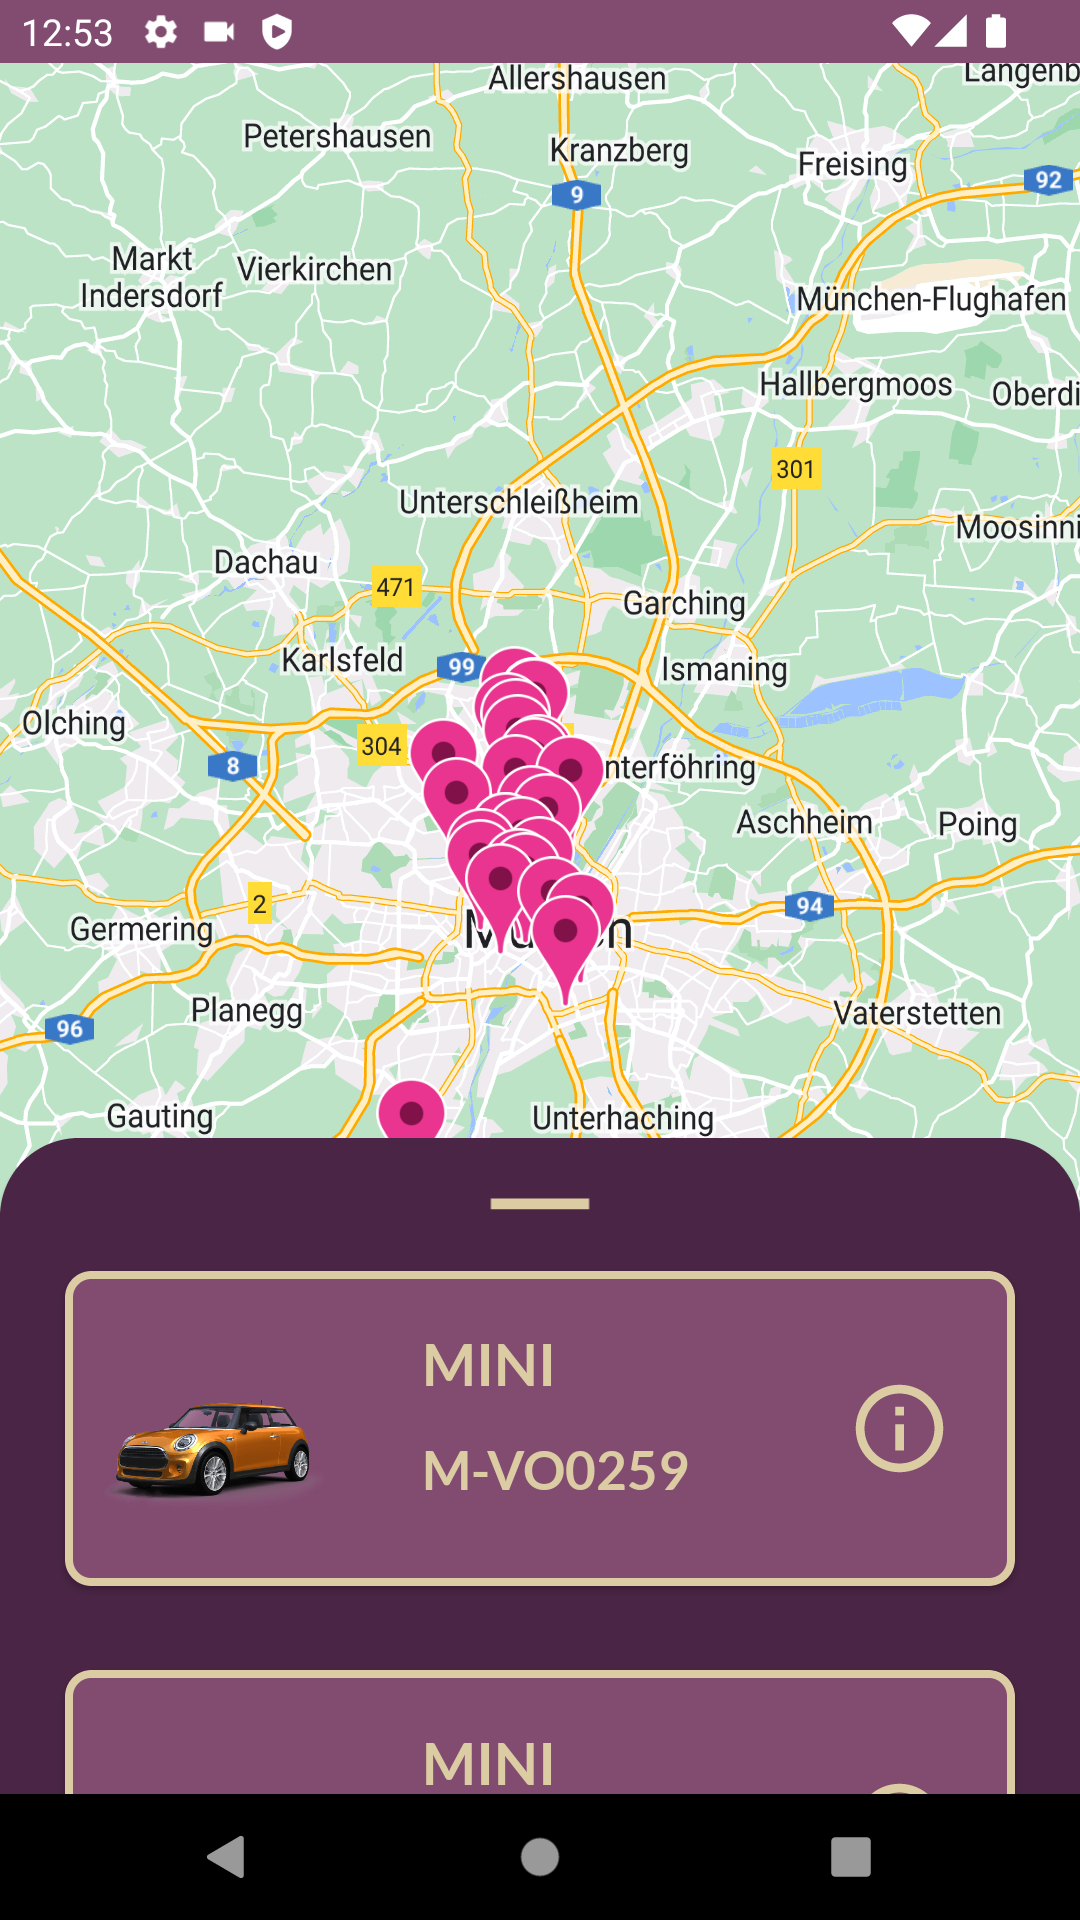 12:53
Allershausen
Langenb
Petershausen
Kranzberg
Freising
92
9
Markt
Indersdorf
Vierkirchen
München-Flughafen
Hallbergmoos
Oberdi
301
Unterschleißheim
Moosinni
Dachau
471
Garching
Karlsfeld
99
Ismaning
Olching
304
8
nterföhring
Aschheim
Poing
2
94
Germering
Planegg
96
Vaterstetten
Gauting
Unterhaching
MINI
M-VO0259
MINI